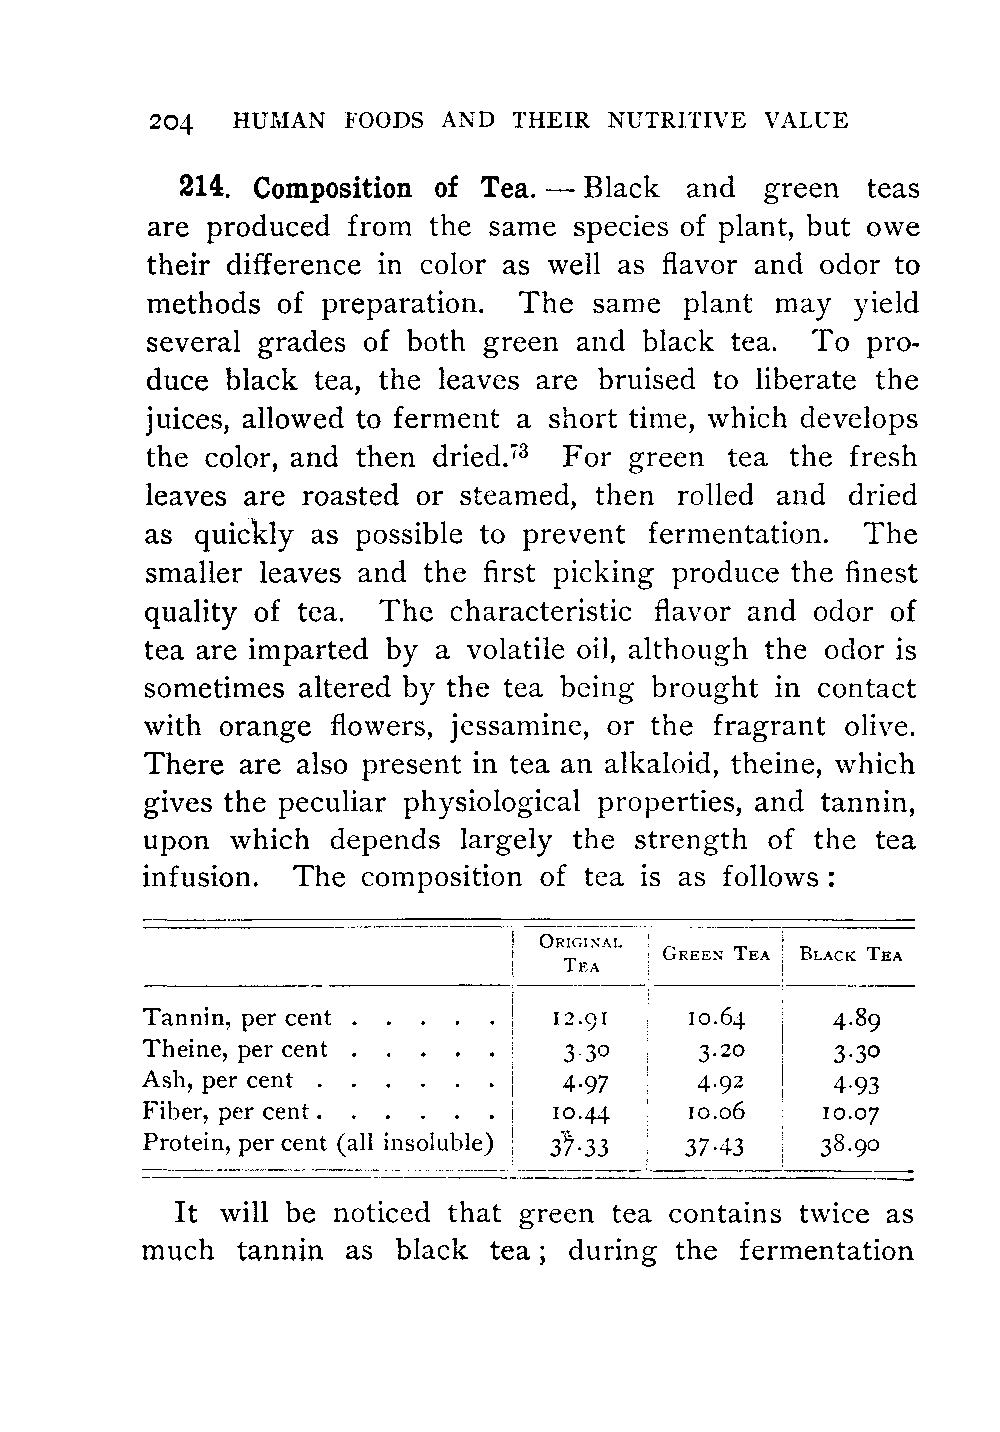 204 HUMAN FOODS AND THEIR NUTRITIVE VALUE
214. Composition of Tea. — Black and green teas
are produced from the same species of plant, but owe
their difference in color as well as flavor and odor to
methods of preparation. The same plant may yield
several grades of both green and black tea. To pro-
duce black tea, the leaves are bruised to liberate the
juices, allowed to ferment a short time, which develops
the color, and then dried.73 For green tea the fresh
leaves are roasted or steamed, then rolled and dried
as quickly as possible to prevent fermentation. The
smaller leaves and the first picking produce the finest
quality of tea. The characteristic flavor and odor of
tea are imparted by a volatile oil, although the odor is
sometimes altered by the tea being brought in contact
with orange flowers, jessamine, or the fragrant olive.
There are also present in tea an alkaloid, theine, which
gives the peculiar physiological properties, and tannin,
upon which depends largely the strength of the tea
infusion. The composition of tea is as follows:
Original Tea Green Tea Black Tea
Tannin, per cent . . . . . 12.91 10.64 4.89
Theine, per cent . . . . . 3.30 3.20 3.30
Ash, per cent . . . . . . 4.97 4.92 4.93
Fiber, per cent . . . . . . 10.44 10.06 10.07
Protein, per cent (all insoluble) 37.33 37.43 38.90
It will be noticed that green tea contains twice as
much tannin as black tea; during the fermentation